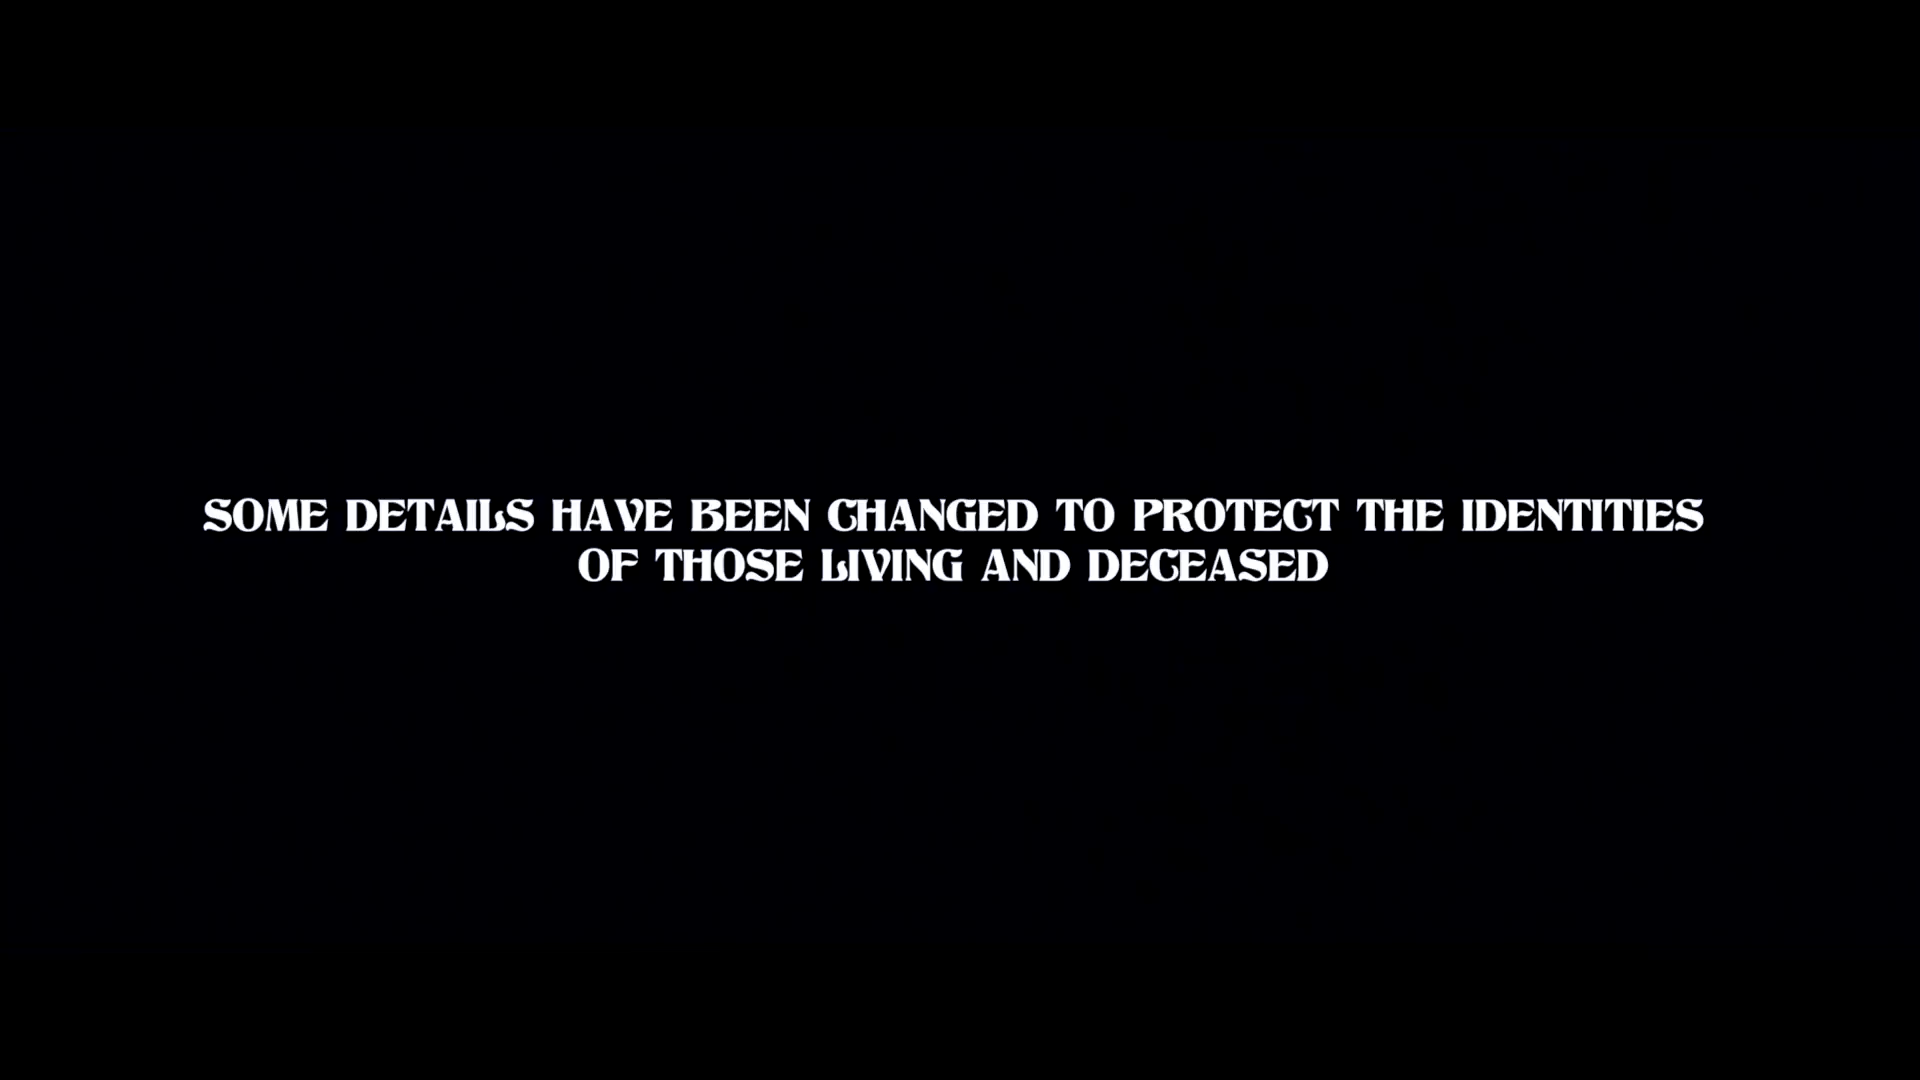 SOME DETAILS HAVE BEEN CHANGED TO PROTECT THE IDENTITIES
OF THOSE LIVING AND DECEASED